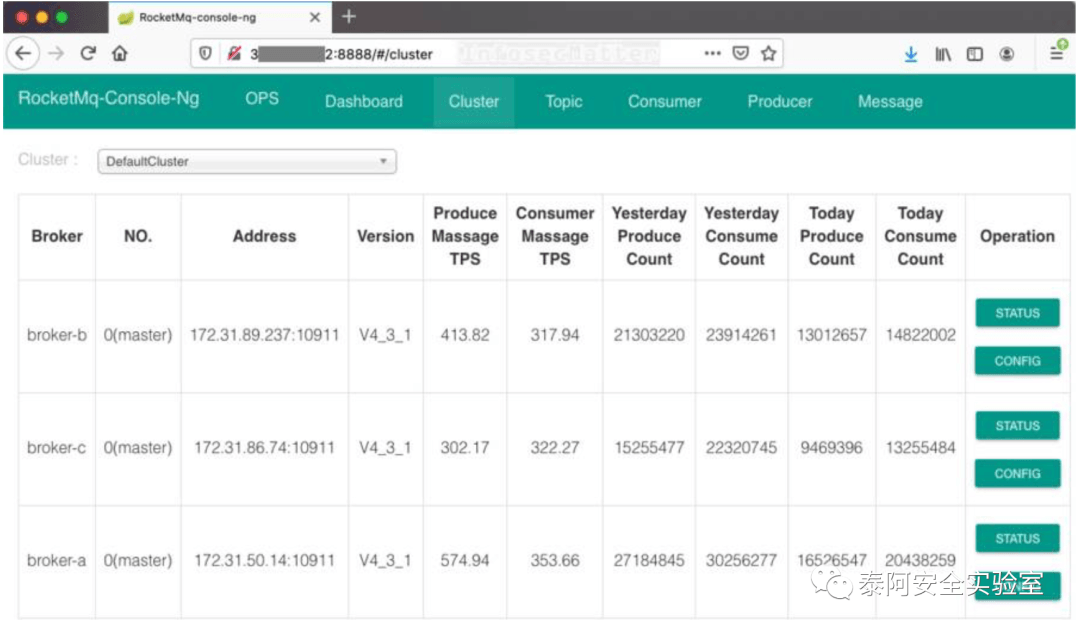 RocketMq-console-ng
2:8888/#/cluster
RocketMq-Console-Ng OPS Dashboard Cluster Topic Consumer Producer Message
Cluster : DefaultCluster
Broker NO. Address Version Produce Massage TPS Consumer Massage TPS Yesterday Produce Count Yesterday Consume Count Today Produce Count Today Consume Count Operation
broker-b 0(master) 172.31.89.237:10911 V4_3_1 413.82 317.94 21303220 23914261 13012657 14822002 STATUS
CONFIG
broker-c 0(master) 172.31.86.74:10911 V4_3_1 302.17 322.27 15255477 22320745 9469396 13255484 STATUS
CONFIG
broker-a 0(master) 172.31.50.14:10911 V4_3_1 574.94 353.66 27184845 30256277 16526547 20438259 STATUS
泰阿安全实验室